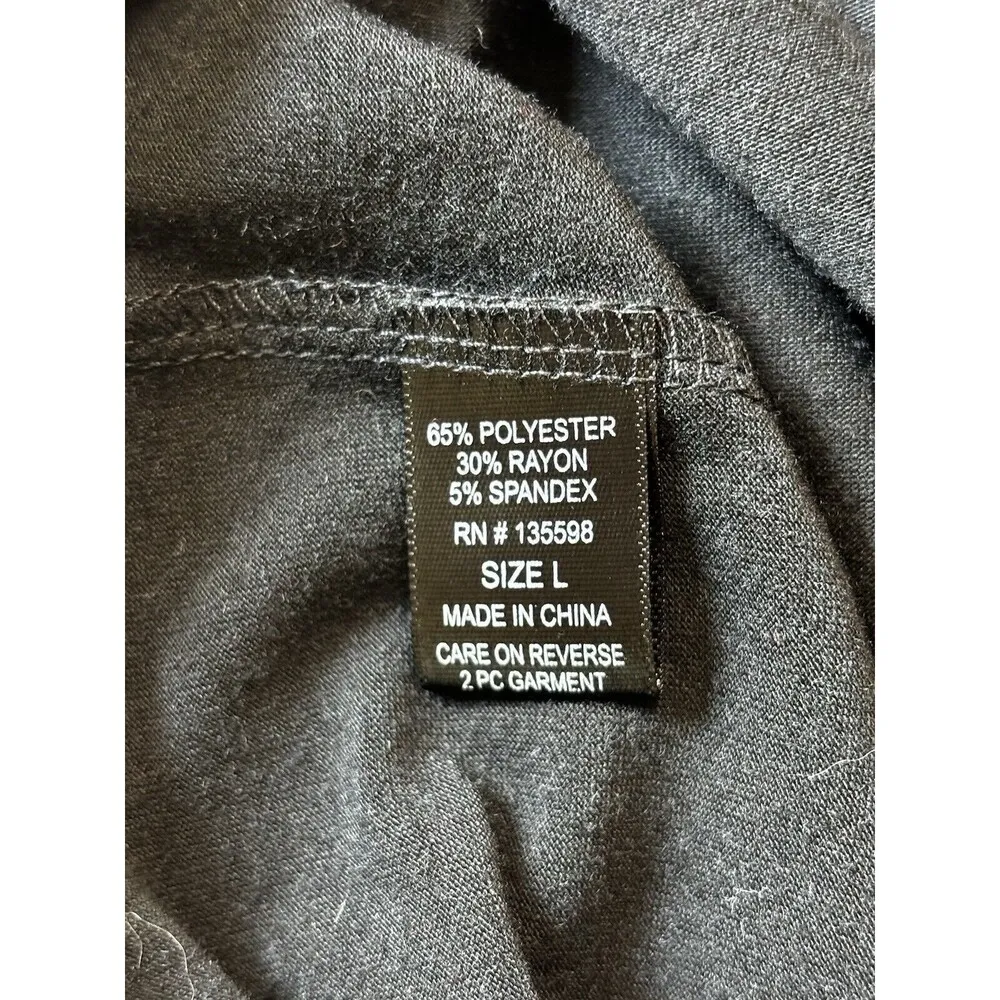 65% POLYESTER
30% RAYON
5% SPANDEX
RN # 135598
SIZE L
MADE IN CHINA
CARE ON REVERSE
2 PC GARMENT